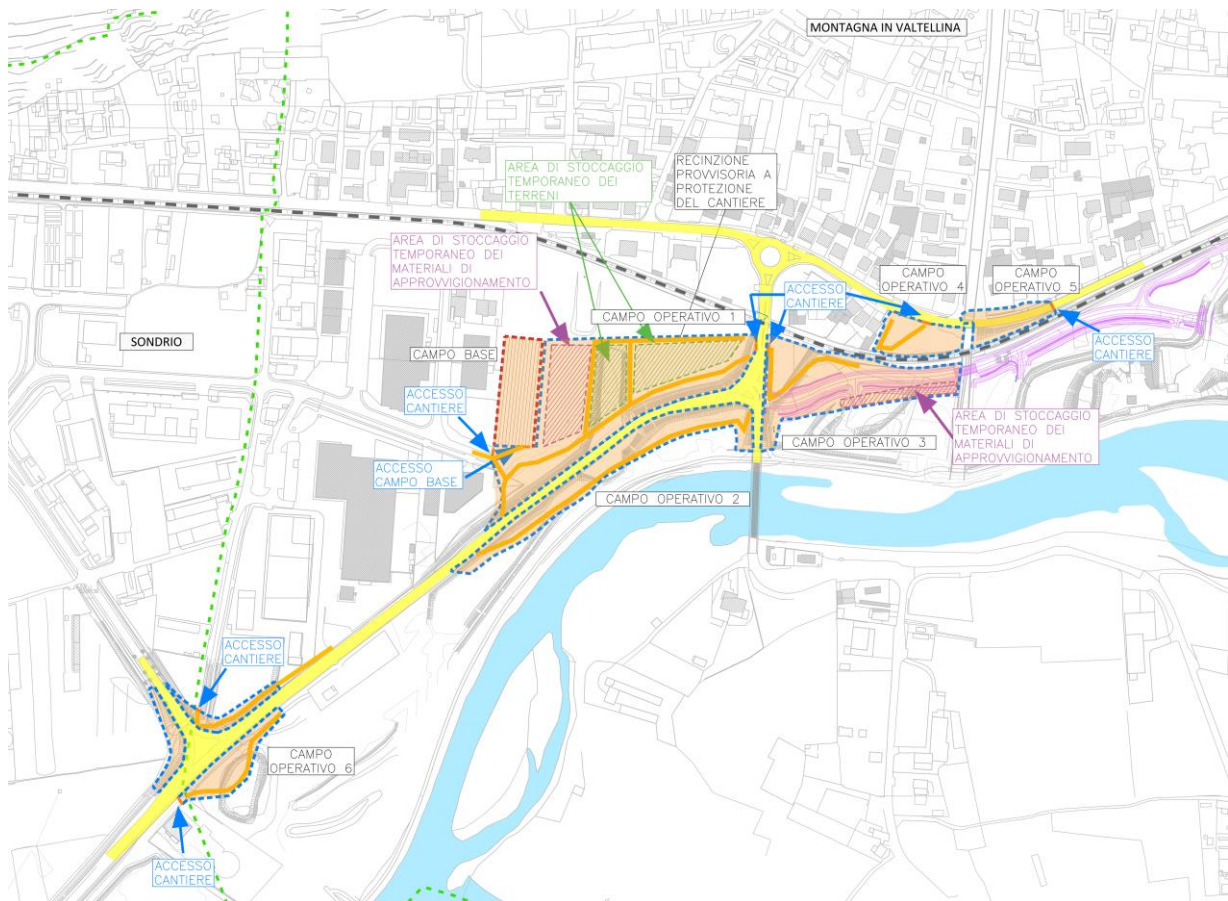 MONTAGNA IN VALTELLINA
AREA DI STOCCAGGIO
TEMPORANEO DEI
TERRENI
RECINZIONE
PROVVISORIA A
PROTEZIONE
DEL CANTIERE
AREA DI STOCCAGGIO
TEMPORANEO DEI
MATERIALI DI
APPROVVIGIONAMENTO
CAMPO
OPERATIVO 4
CAMPO
OPERATIVO 5
ACCESSO
CANTIERE
CAMPO OPERATIVO 1
ACCESSO
CANTIERE
SONDRIO
CAMPO BASE
ACCESSO
CANTIERE
AREA DI STOCCAGGIO
TEMPORANEO DEI
MATERIALI DI
APPROVVIGIONAMENTO
CAMPO OPERATIVO 3
ACCESSO
CAMPO BASE
CAMPO OPERATIVO 2
ACCESSO
CANTIERE
CAMPO
OPERATIVO 6
ACCESSO
CANTIERE